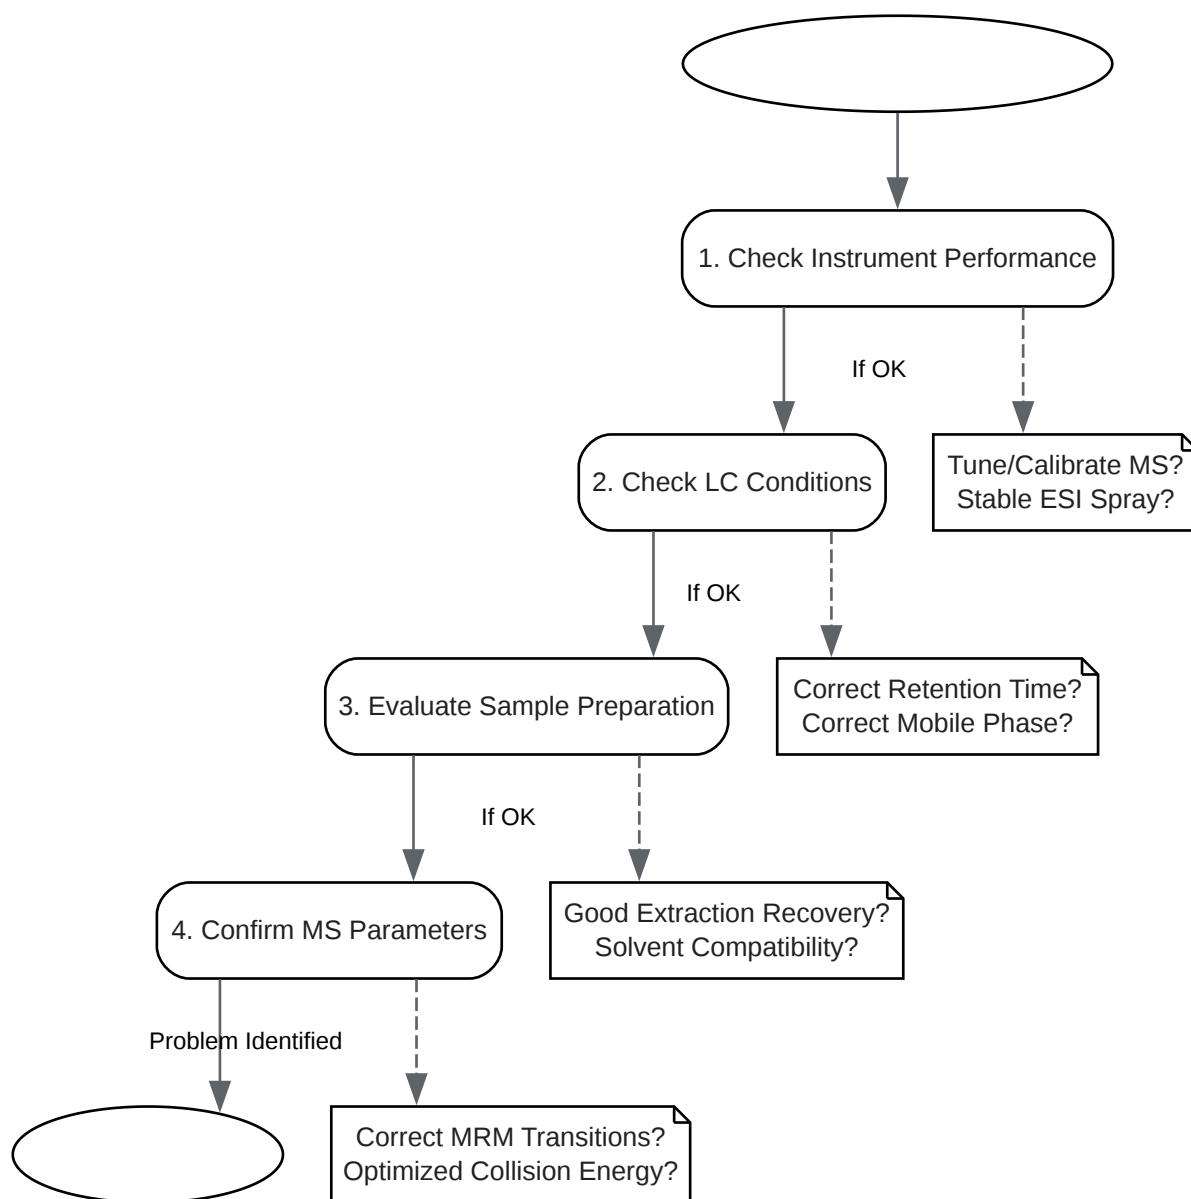 1. Check Instrument Performance
If OK
2. Check LC Conditions
Tune/Calibrate MS?
Stable ESI Spray?
If OK
3. Evaluate Sample Preparation
Correct Retention Time?
Correct Mobile Phase?
If OK
4. Confirm MS Parameters
Good Extraction Recovery?
Solvent Compatibility?
Problem Identified
Correct MRM Transitions?
Optimized Collision Energy?